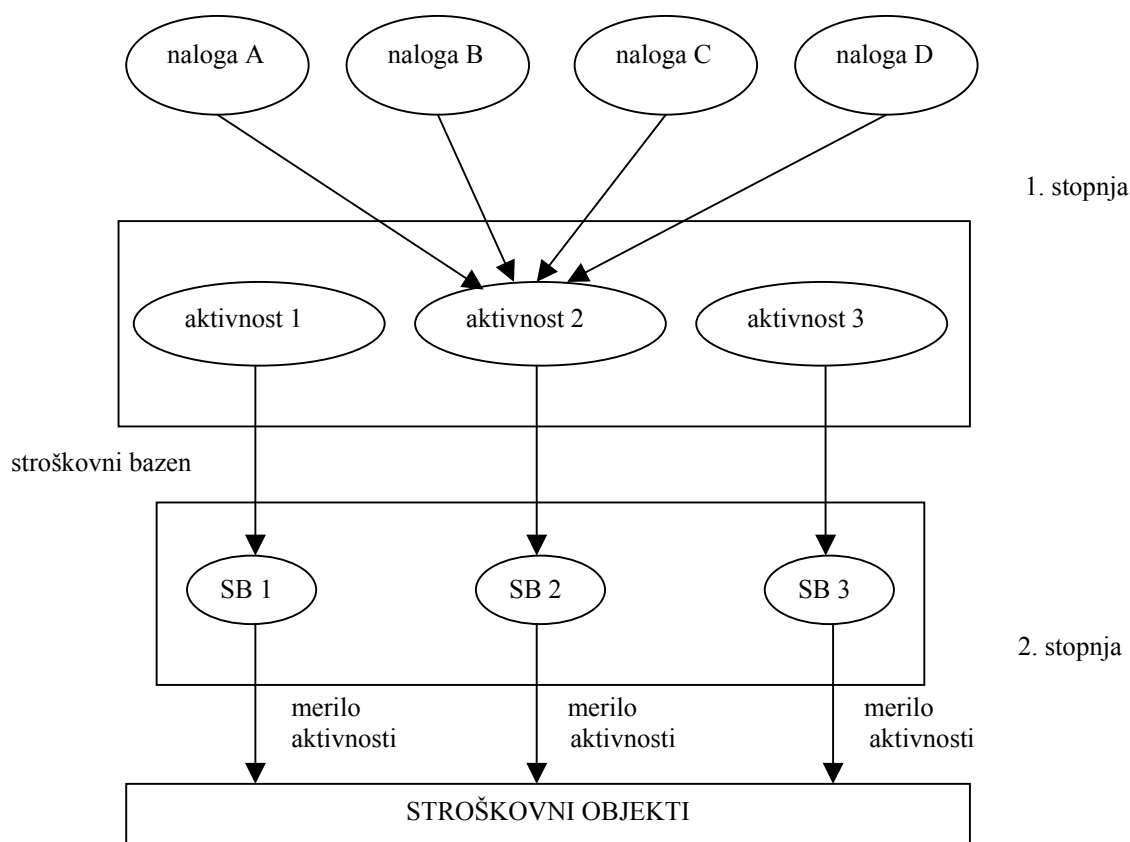 naloga A
naloga B
naloga C
naloga D
1. stopnja
aktivnost 1
aktivnost 2
aktivnost 3
stroškovni bazen
SB 1
SB 2
SB 3
2. stopnja
merilo
aktivnosti
merilo
aktivnosti
merilo
aktivnosti
STROŠKOVNI OBJEKTI